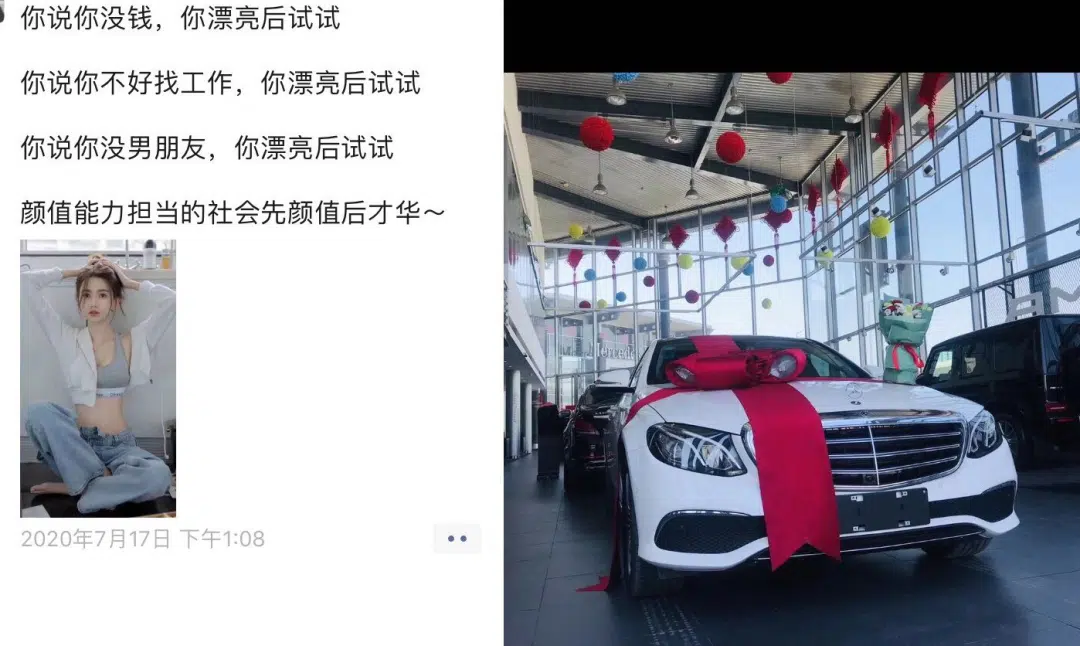 你说你没钱，你漂亮后试试
你说你不好找工作，你漂亮后试试
你说你没男朋友，你漂亮后试试
颜值能力担当的社会先颜值后才华～
2020年7月17日 下午1:08
Mercedes
AM